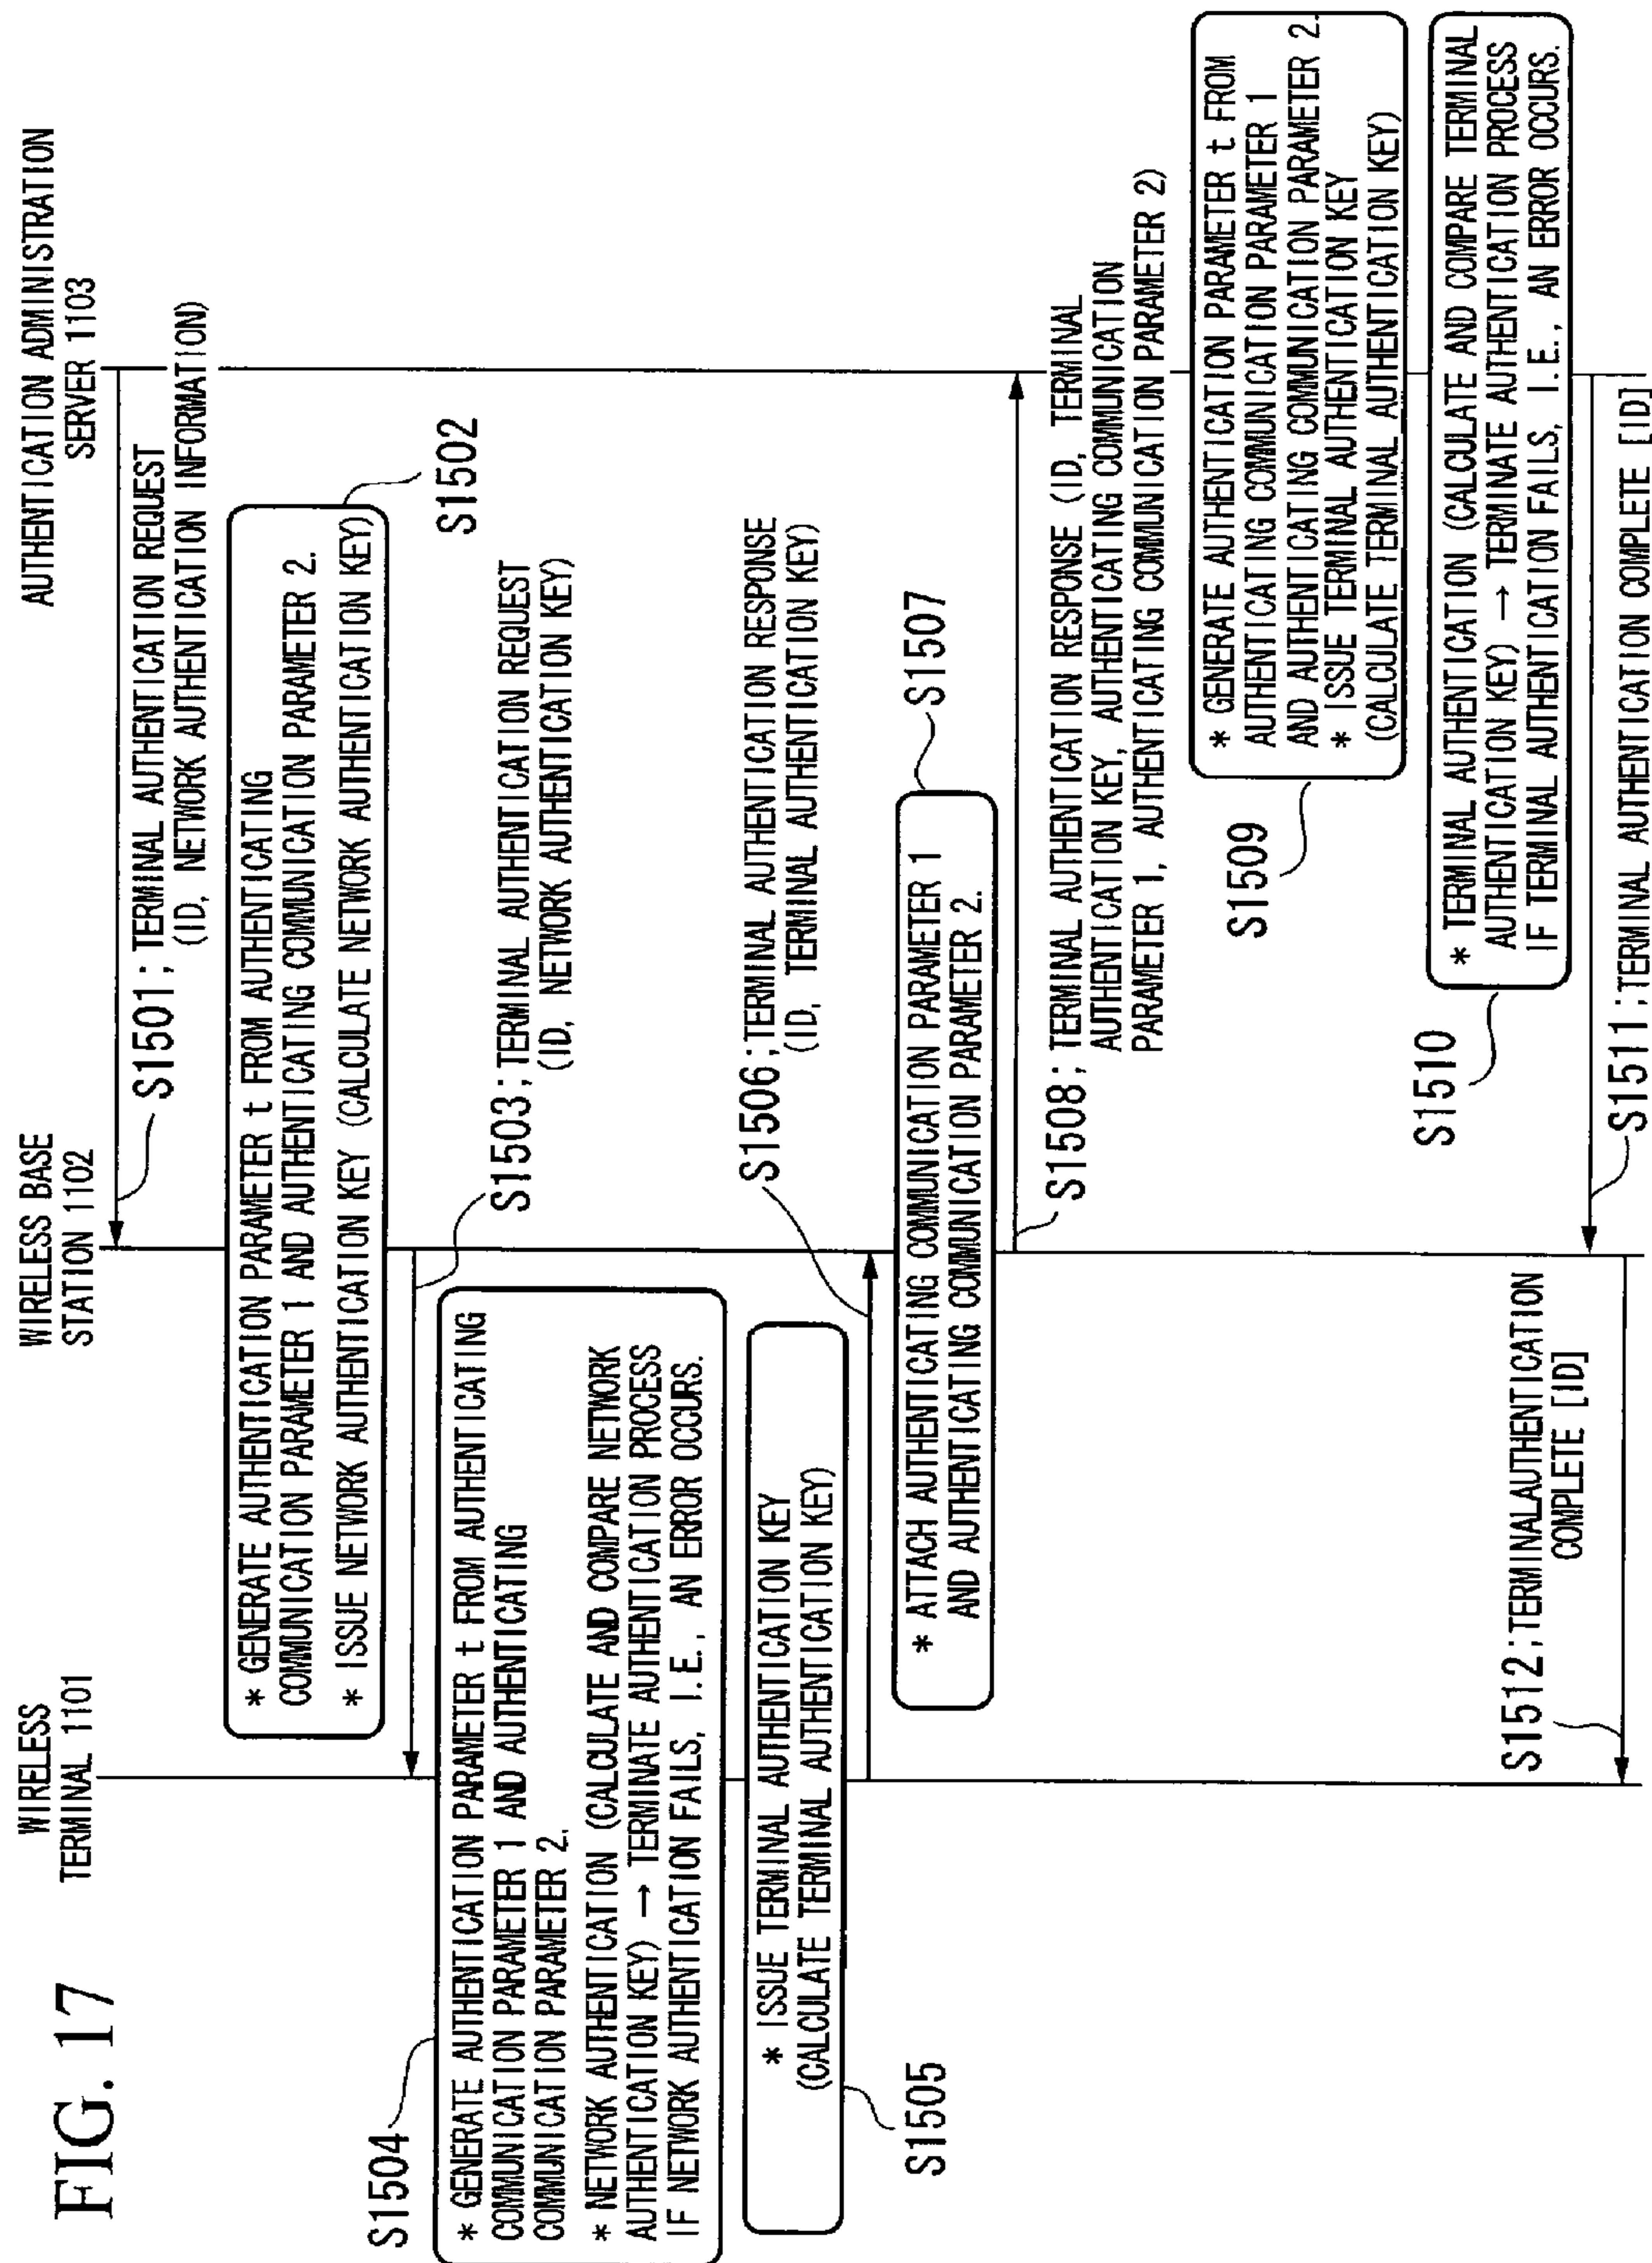 FIG. 17
WIRELESS
TERMINAL 1101
WIRELESS BASE
STATION 1102
AUTHENTICATION ADMINISTRATION
SERVER 1103
S1501; TERMINAL AUTHENTICATION REQUEST
(ID, NETWORK AUTHENTICATION INFORMATION)
* GENERATE AUTHENTICATION PARAMETER t FROM AUTHENTICATING
COMMUNICATION PARAMETER 1 AND AUTHENTICATING COMMUNICATION PARAMETER 2.
* ISSUE NETWORK AUTHENTICATION KEY (CALCULATE NETWORK AUTHENTICATION KEY)
S1502
S1503; TERMINAL AUTHENTICATION REQUEST
(ID, NETWORK AUTHENTICATION KEY)
S1504
* GENERATE AUTHENTICATION PARAMETER t FROM AUTHENTICATING
COMMUNICATION PARAMETER 1 AND AUTHENTICATING
COMMUNICATION PARAMETER 2.
* NETWORK AUTHENTICATION (CALCULATE AND COMPARE NETWORK
AUTHENTICATION KEY) → TERMINATE AUTHENTICATION PROCESS
IF NETWORK AUTHENTICATION FAILS, I.E., AN ERROR OCCURS.
* ISSUE TERMINAL AUTHENTICATION KEY
(CALCULATE TERMINAL AUTHENTICATION KEY)
S1505
S1506; TERMINAL AUTHENTICATION RESPONSE
(ID, TERMINAL AUTHENTICATION KEY)
* ATTACH AUTHENTICATING COMMUNICATION PARAMETER 1
AND AUTHENTICATING COMMUNICATION PARAMETER 2.
S1507
S1508; TERMINAL AUTHENTICATION RESPONSE (ID, TERMINAL
AUTHENTICATION KEY, AUTHENTICATING COMMUNICATION
PARAMETER 1, AUTHENTICATING COMMUNICATION PARAMETER 2)
* GENERATE AUTHENTICATION PARAMETER t FROM
AUTHENTICATING COMMUNICATION PARAMETER 1
AND AUTHENTICATING COMMUNICATION PARAMETER 2.
* ISSUE TERMINAL AUTHENTICATION KEY
(CALCULATE TERMINAL AUTHENTICATION KEY)
S1509
* TERMINAL AUTHENTICATION (CALCULATE AND COMPARE TERMINAL
AUTHENTICATION KEY) → TERMINATE AUTHENTICATION PROCESS
IF TERMINAL AUTHENTICATION FAILS, I.E., AN ERROR OCCURS.
S1510
S1511; TERMINAL AUTHENTICATION COMPLETE [ID]
S1512; TERMINALAUTHENTICATION
COMPLETE [ID]